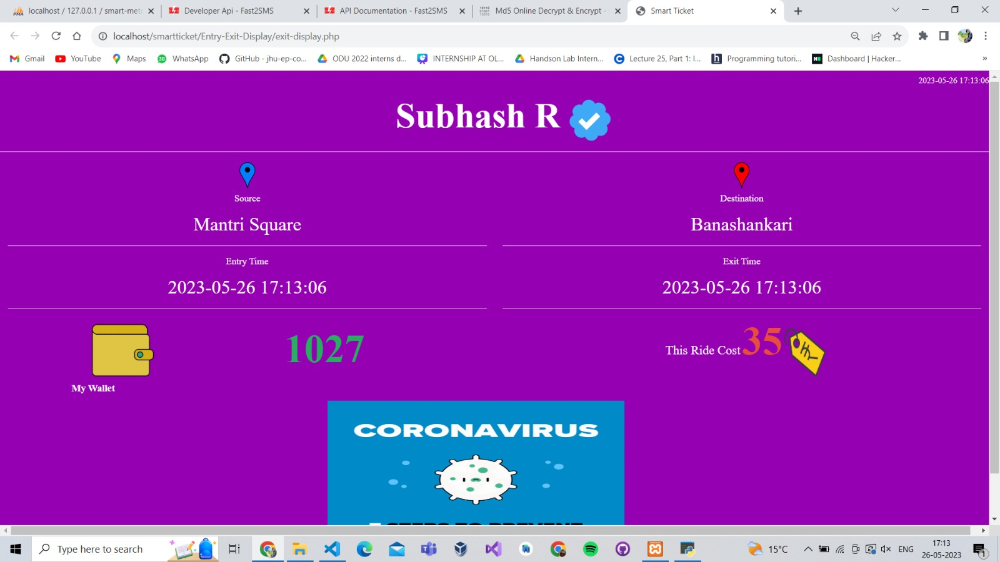 localhost / 127.0.0.1 / smart-met
Developer Api - Fast2SMS
API Documentation - Fast2SMS
Md5 Online Decrypt & Encrypt -
Smart Ticket
localhost/smartticket/Entry-Exit-Display/exit-display.php
Gmail
YouTube
Maps
WhatsApp
GitHub - jhu-ep-co...
ODU 2022 interns d...
INTERNSHIP AT OL...
Handson Lab Intern...
Lecture 25, Part 1: I...
Programming tutori...
Dashboard | Hacker...
»
2023-05-26 17:13:06
Subhash R
Source
Destination
Mantri Square
Banashankari
Entry Time
Exit Time
2023-05-26 17:13:06
2023-05-26 17:13:06
1027
This Ride Cost 35
My Wallet
CORONAVIRUS
Type here to search
15°C
ENG
17:13
26-05-2023
1